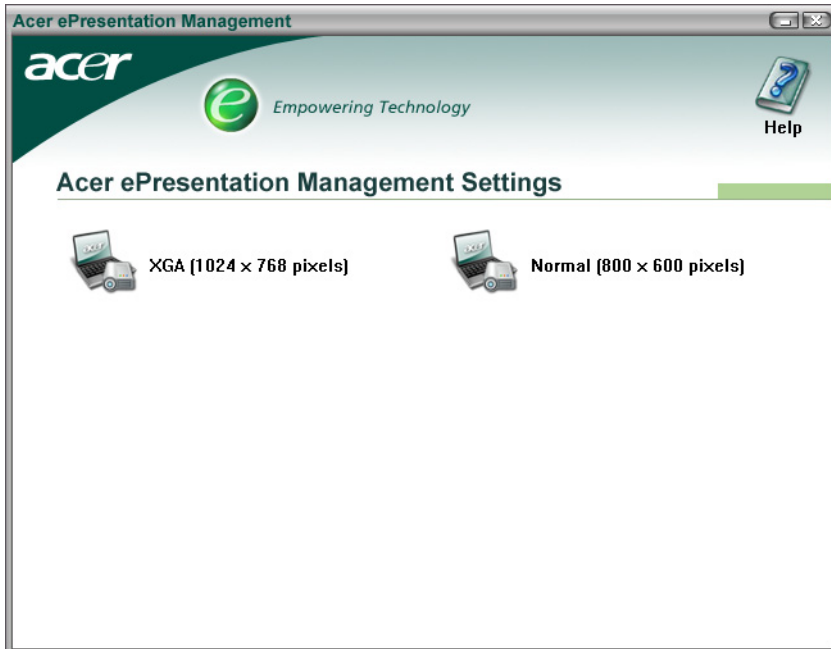 Acer ePresentation Management
acer
e Empowering Technology
Help
Acer ePresentation Management Settings
XGA (1024 x 768 pixels)
Normal (800 x 600 pixels)